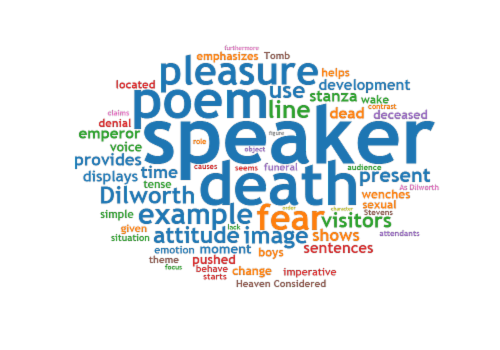 furthermore
emphasizes Tomb
pleasure helps
located use development
poem line stanza wake
claims contrast
denial dead deceased
emperor speaker
role figure
voice object
provides causes seems funeral audience
displays time death present
tense As Dilworth
Dilworth wenches
sexual
simple example fear order character Stevens
visitors
given lack
situation attitude image shows attendants
emotion moment boys sentences
theme pushed
focus behave change imperative
starts
Heaven Considered